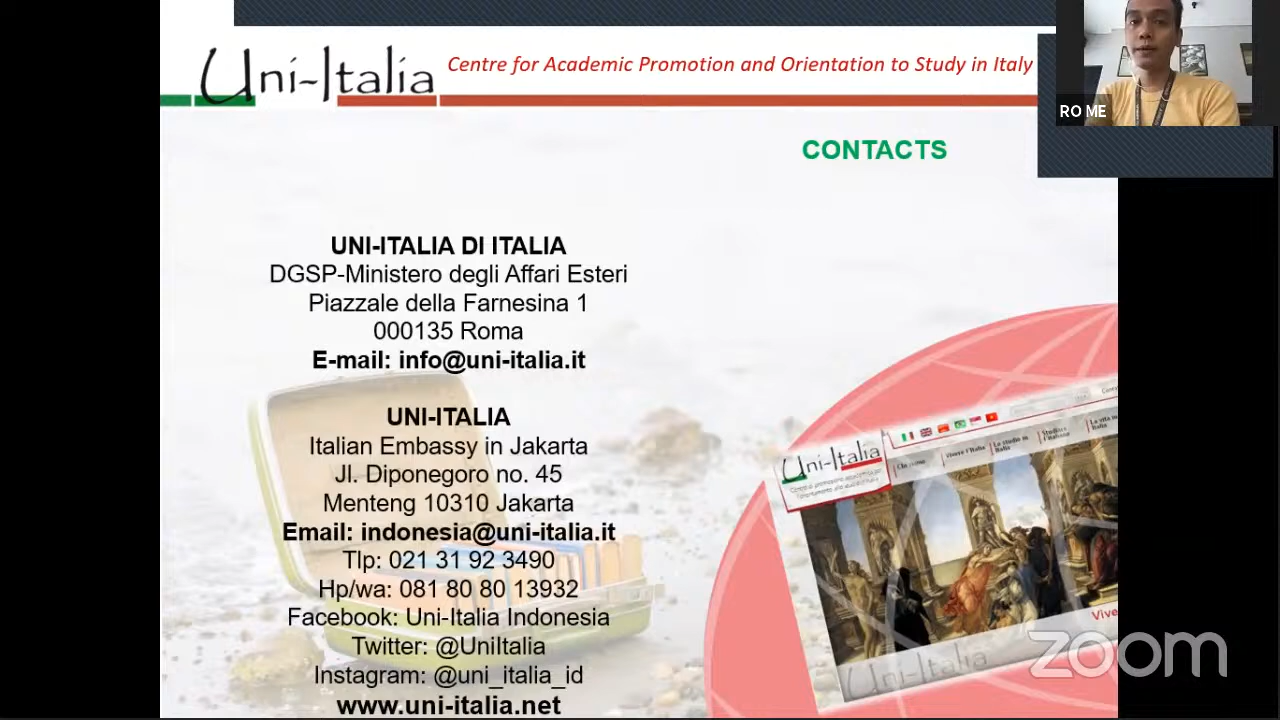 Uni-Italia
Centre for Academic Promotion and Orientation to Study in Italy
RO ME
CONTACTS
UNI-ITALIA DI ITALIA
DGSP-Ministero degli Affari Esteri
Piazzale della Farnesina 1
000135 Roma
E-mail: info@uni-italia.it
UNI-ITALIA
Italian Embassy in Jakarta
Jl. Diponegoro no. 45
Menteng 10310 Jakarta
Email: indonesia@uni-italia.it
Tlp: 021 31 92 3490
Hp/wa: 081 80 80 13932
Facebook: Uni-Italia Indonesia
Twitter: @UniItalia
Instagram: @uni_italia_id
www.uni-italia.net
Uni-Italia
Vivere l'Italia
Uni-Italia
zoom